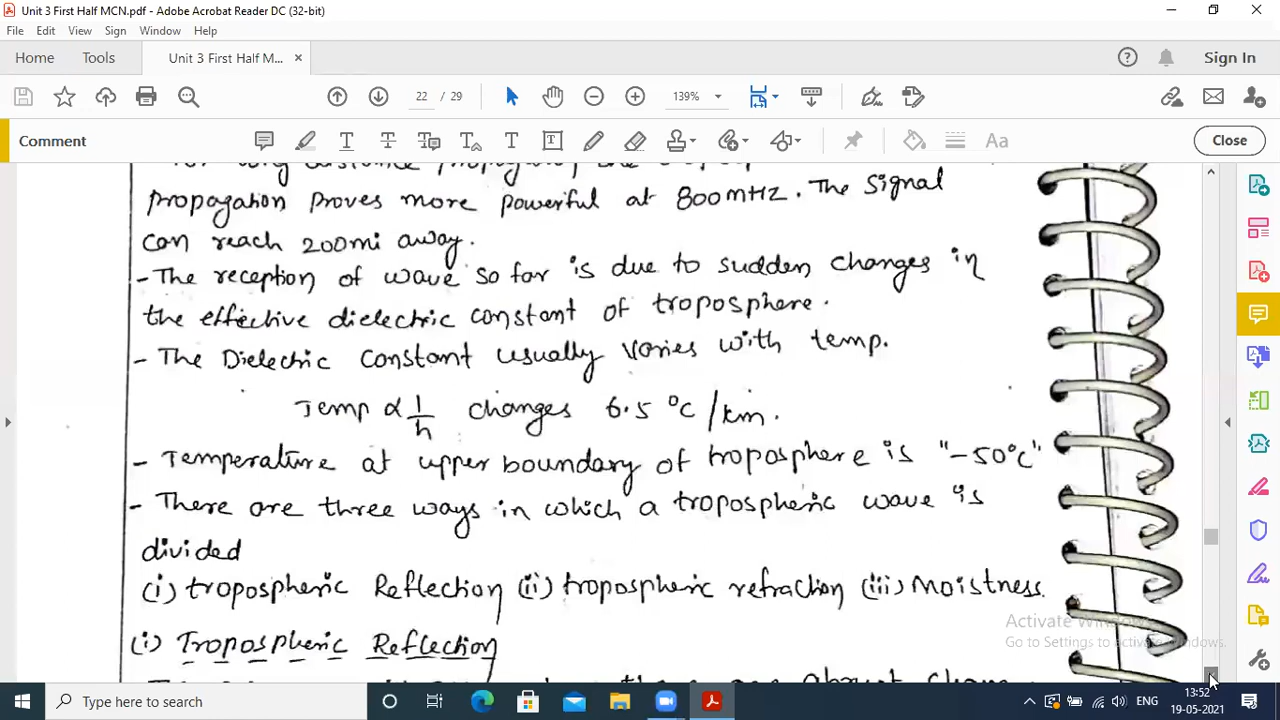 Unit 3 First Half MCN.pdf - Adobe Acrobat Reader DC (32-bit)
File Edit View Sign Window Help
Home Tools Unit 3 First Half M... × Sign In
22 / 29 139%
Comment Close
propagation proves more powerful at 800MHZ. The signal
can reach 200mi away.
- The reception of wave so far is due to sudden changes in
the effective dielectric constant of troposphere.
- The Dielectric Constant usually varies with temp.
Temp ∝ 1/h changes 6.5 °C /km.
- Temperature at upper boundary of troposphere is "-50°C"
- There are three ways in which a tropospheric wave is
divided
(i) tropospheric Reflection (ii) tropospheric refraction (iii) Moistness.
(i) Tropospheric Reflection
Activate Windows
Go to Settings to activate Windows.
Type here to search
ENG 13:52
19-05-2021